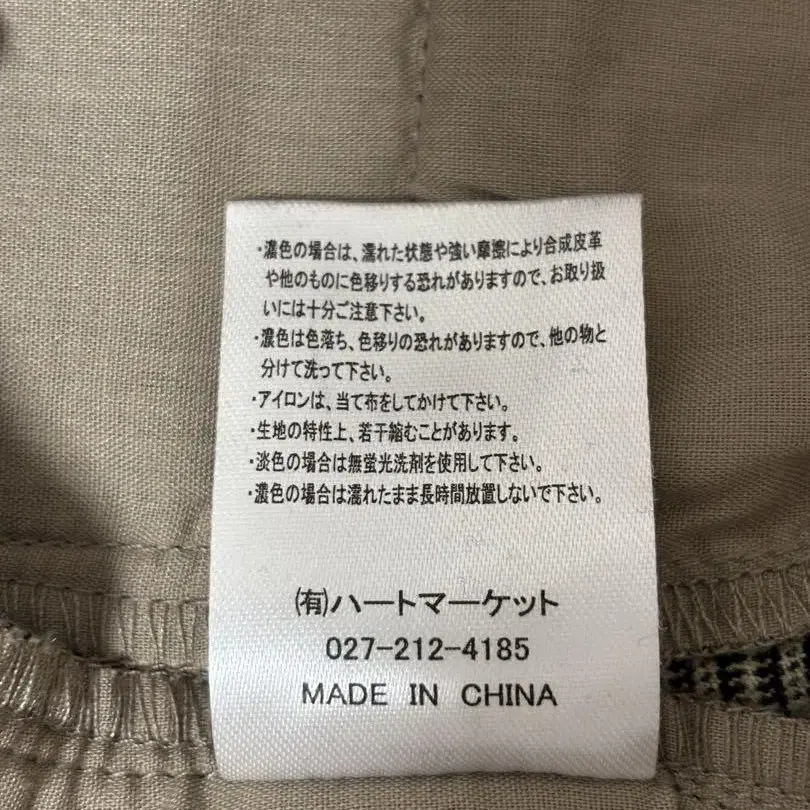 ・濃色の場合は、濡れた状態や強い摩擦により合成皮革
や他のものに色移りする恐れがありますので、お取り扱
いには十分ご注意下さい。
・濃色は色落ち、色移りの恐れがありますので、他の物と
分けて洗って下さい。
・アイロンは、当て布をしてかけて下さい。
・生地の特性上、若干縮むことがあります。
・淡色の場合は無蛍光洗剤を使用して下さい。
・濃色の場合は濡れたまま長時間放置しないで下さい。
㈲ハートマーケット
027-212-4185
MADE IN CHINA